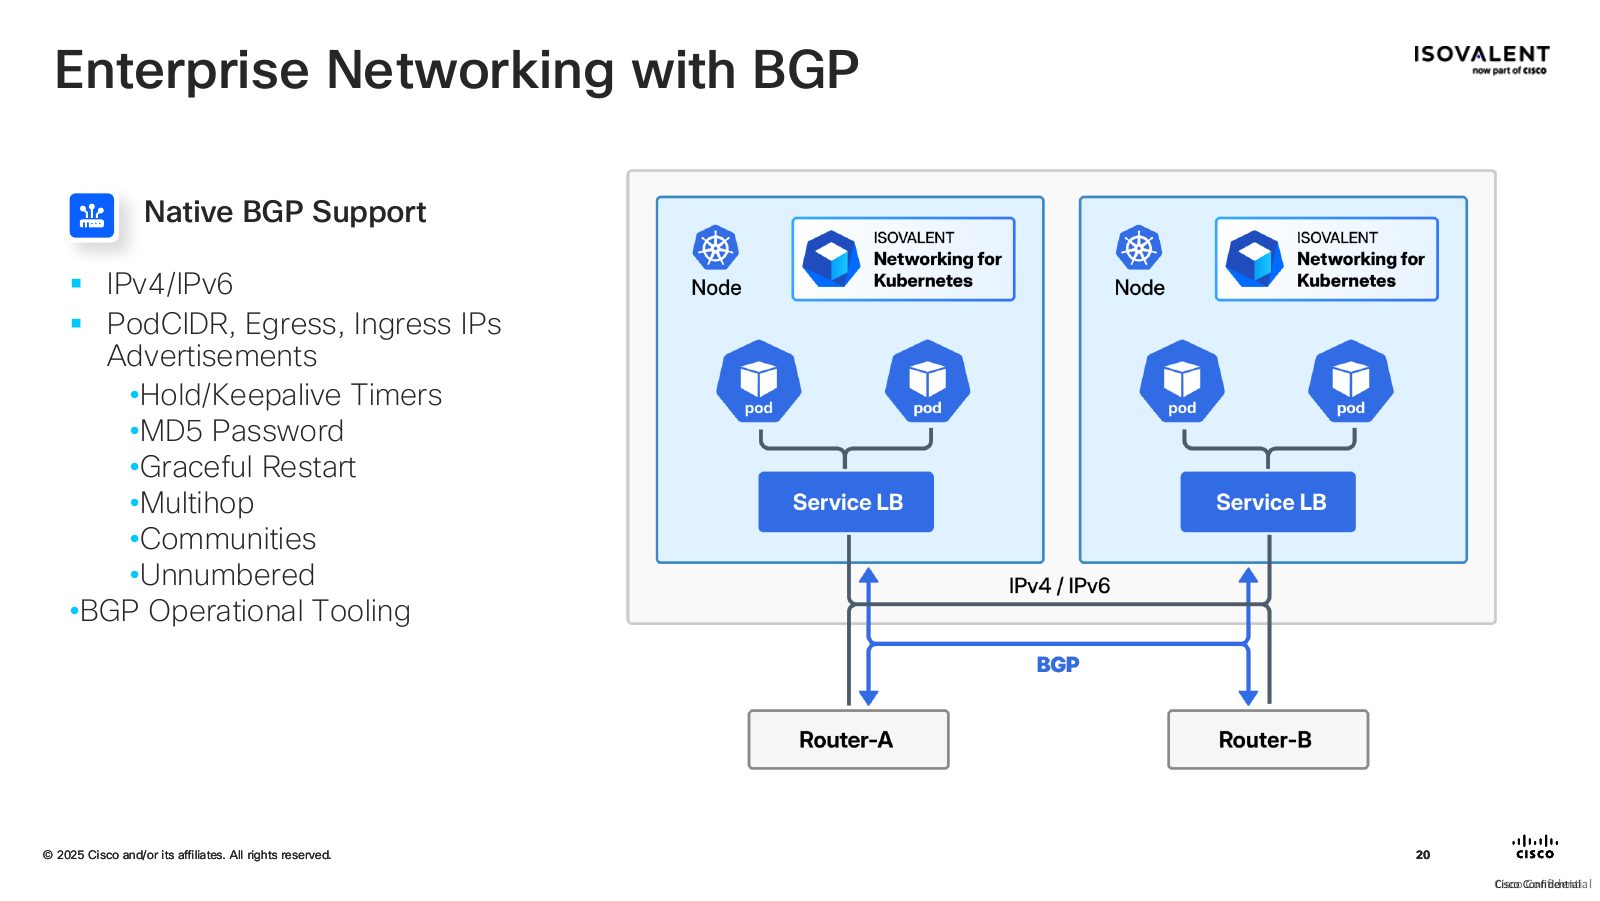 Enterprise Networking with BGP
ISOVALENT
now part of CISCO
Native BGP Support
▪ IPv4/IPv6
▪ PodCIDR, Egress, Ingress IPs
Advertisements
•Hold/Keepalive Timers
•MD5 Password
•Graceful Restart
•Multihop
•Communities
•Unnumbered
•BGP Operational Tooling
Node
ISOVALENT
Networking for
Kubernetes
pod
pod
Service LB
Node
ISOVALENT
Networking for
Kubernetes
pod
pod
Service LB
IPv4 / IPv6
BGP
Router-A
Router-B
© 2025 Cisco and/or its affiliates. All rights reserved.
20
CISCO
Cisco Confidential